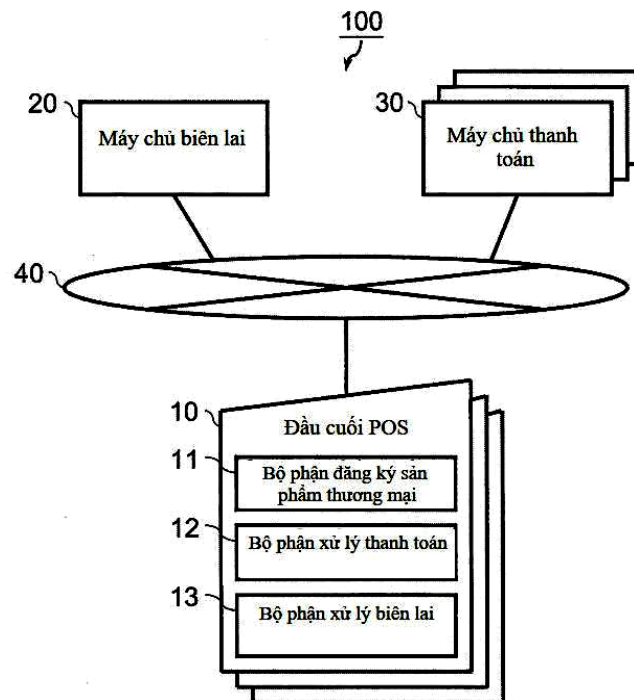 100
20
Máy chủ biên lai
30
Máy chủ thanh
toán
40
10
Đầu cuối POS
11
Bộ phận đăng ký sản
phẩm thương mại
12
Bộ phận xử lý thanh toán
13
Bộ phận xử lý biên lai